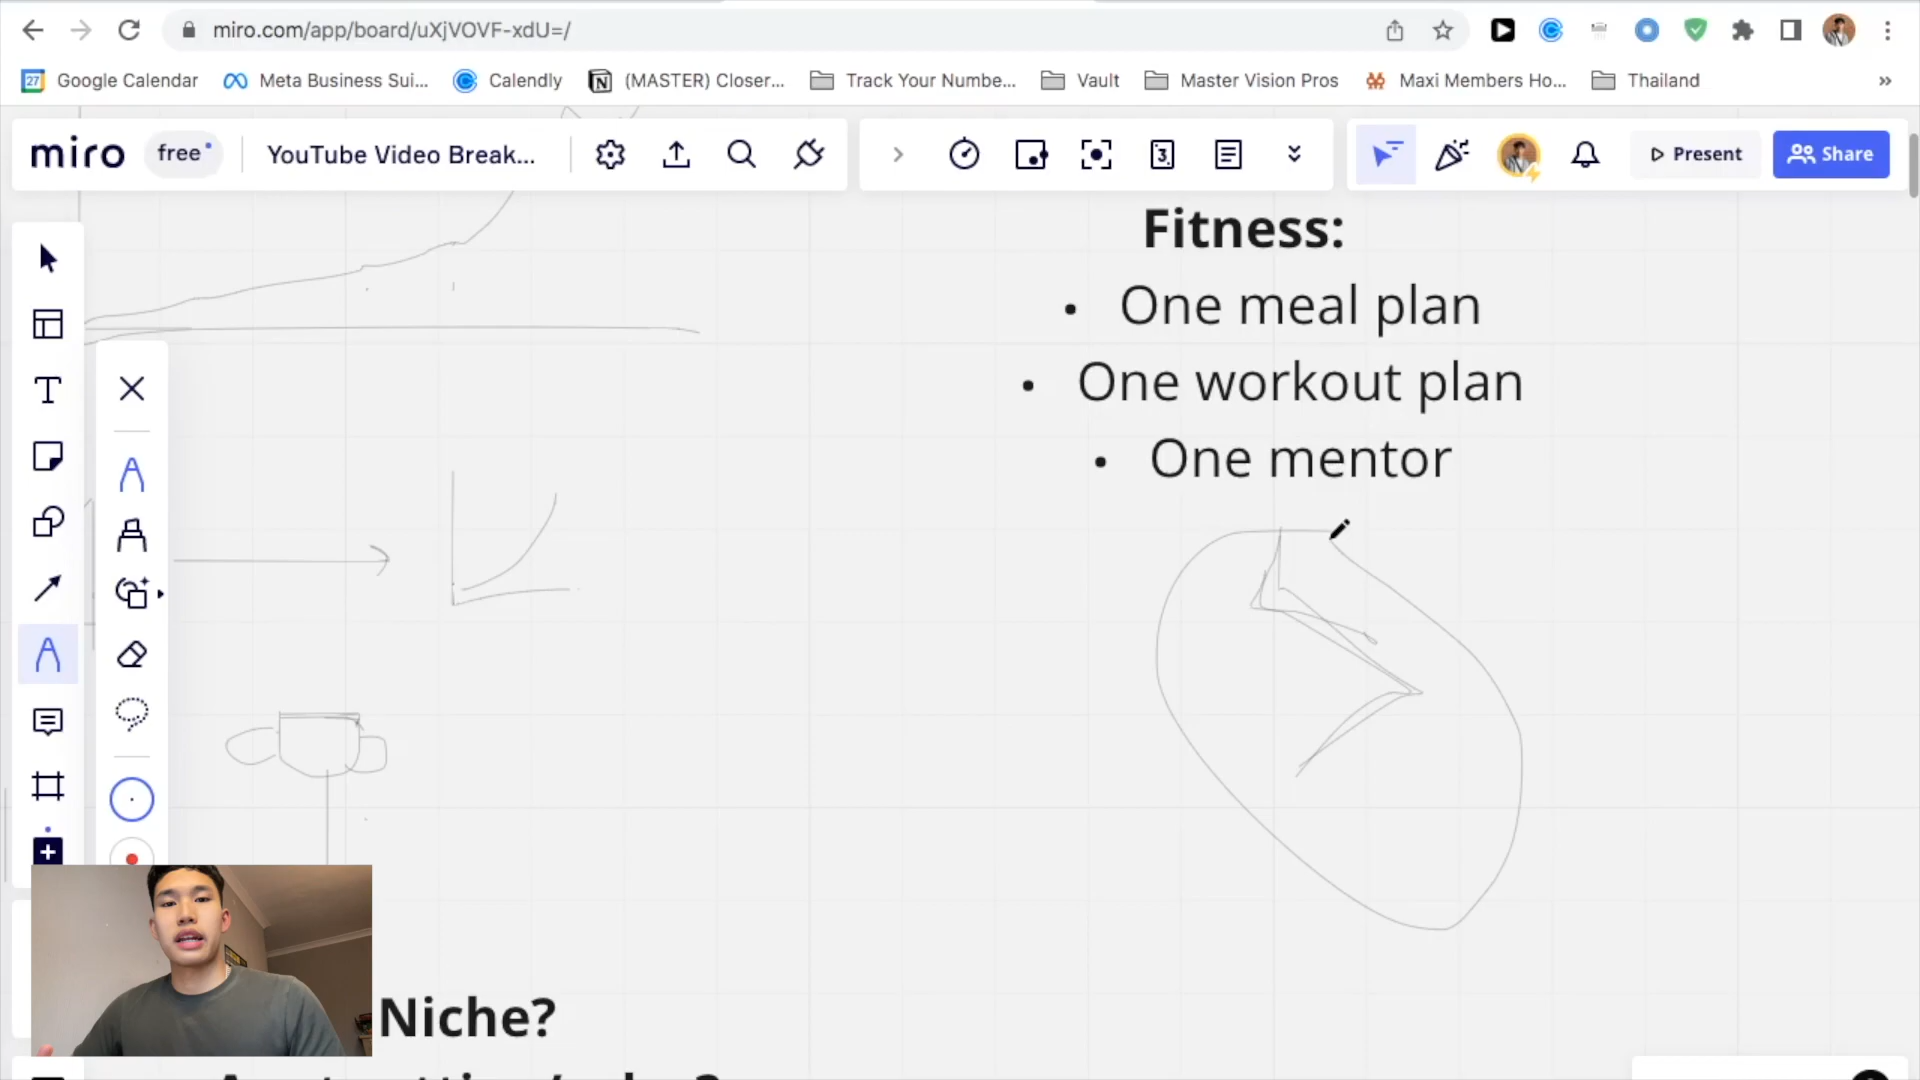 miro.com/app/board/uXjVOVF-xdU=/
27 Google Calendar Meta Business Sui... Calendly (MASTER) Closer... Track Your Numbe... Vault Master Vision Pros Maxi Members Ho... Thailand »
miro free YouTube Video Break... 3 Present Share
Fitness:
• One meal plan
• One workout plan
• One mentor
Niche?